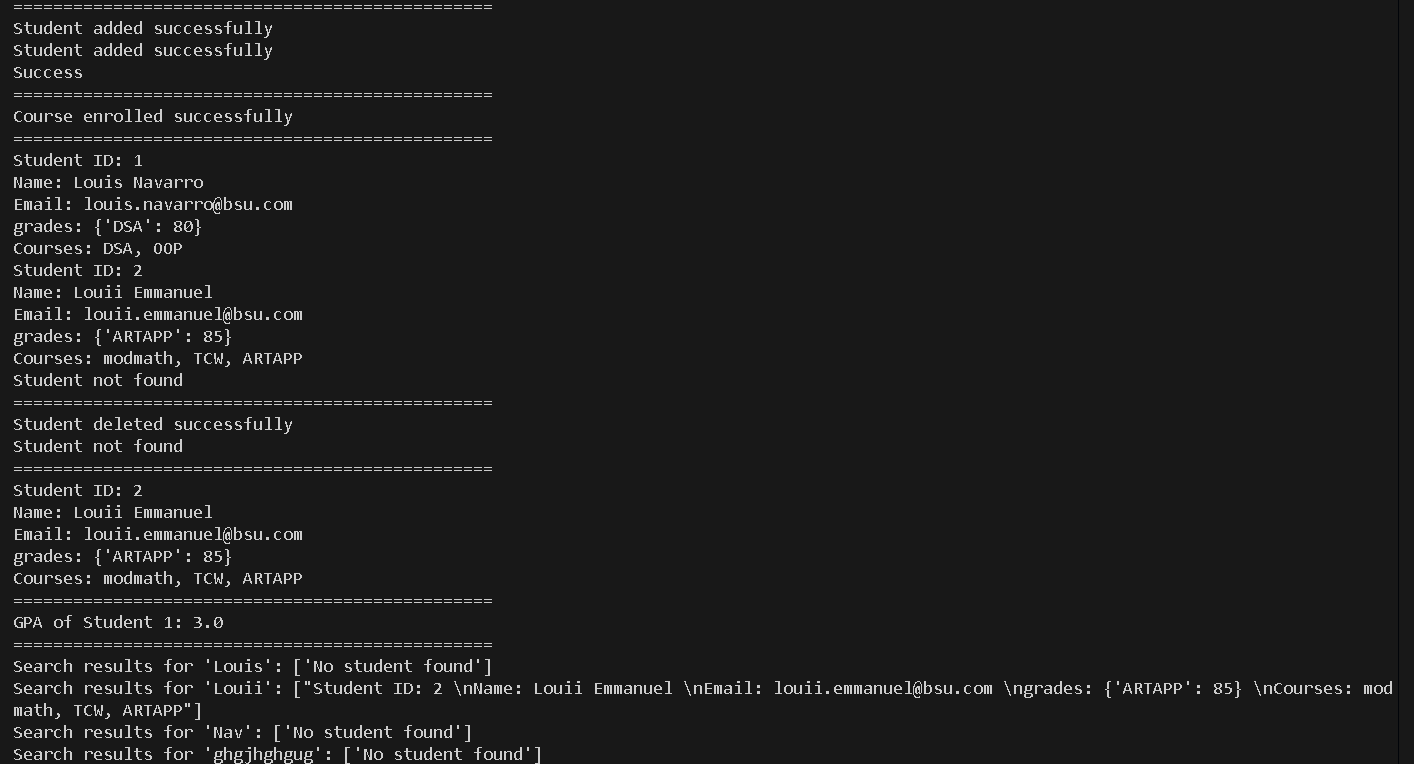 ================================================
Student added successfully
Student added successfully
Success
================================================
Course enrolled successfully
================================================
Student ID: 1
Name: Louis Navarro
Email: louis.navarro@bsu.com
grades: {'DSA': 80}
Courses: DSA, OOP
Student ID: 2
Name: Louii Emmanuel
Email: louii.emmanuel@bsu.com
grades: {'ARTAPP': 85}
Courses: modmath, TCW, ARTAPP
Student not found
================================================
Student deleted successfully
Student not found
================================================
Student ID: 2
Name: Louii Emmanuel
Email: louii.emmanuel@bsu.com
grades: {'ARTAPP': 85}
Courses: modmath, TCW, ARTAPP
================================================
GPA of Student 1: 3.0
================================================
Search results for 'Louis': ['No student found']
Search results for 'Louii': ["Student ID: 2 \nName: Louii Emmanuel \nEmail: louii.emmanuel@bsu.com \ngrades: {'ARTAPP': 85} \nCourses: mod
math, TCW, ARTAPP"]
Search results for 'Nav': ['No student found']
Search results for 'ghgjhghgug': ['No student found']